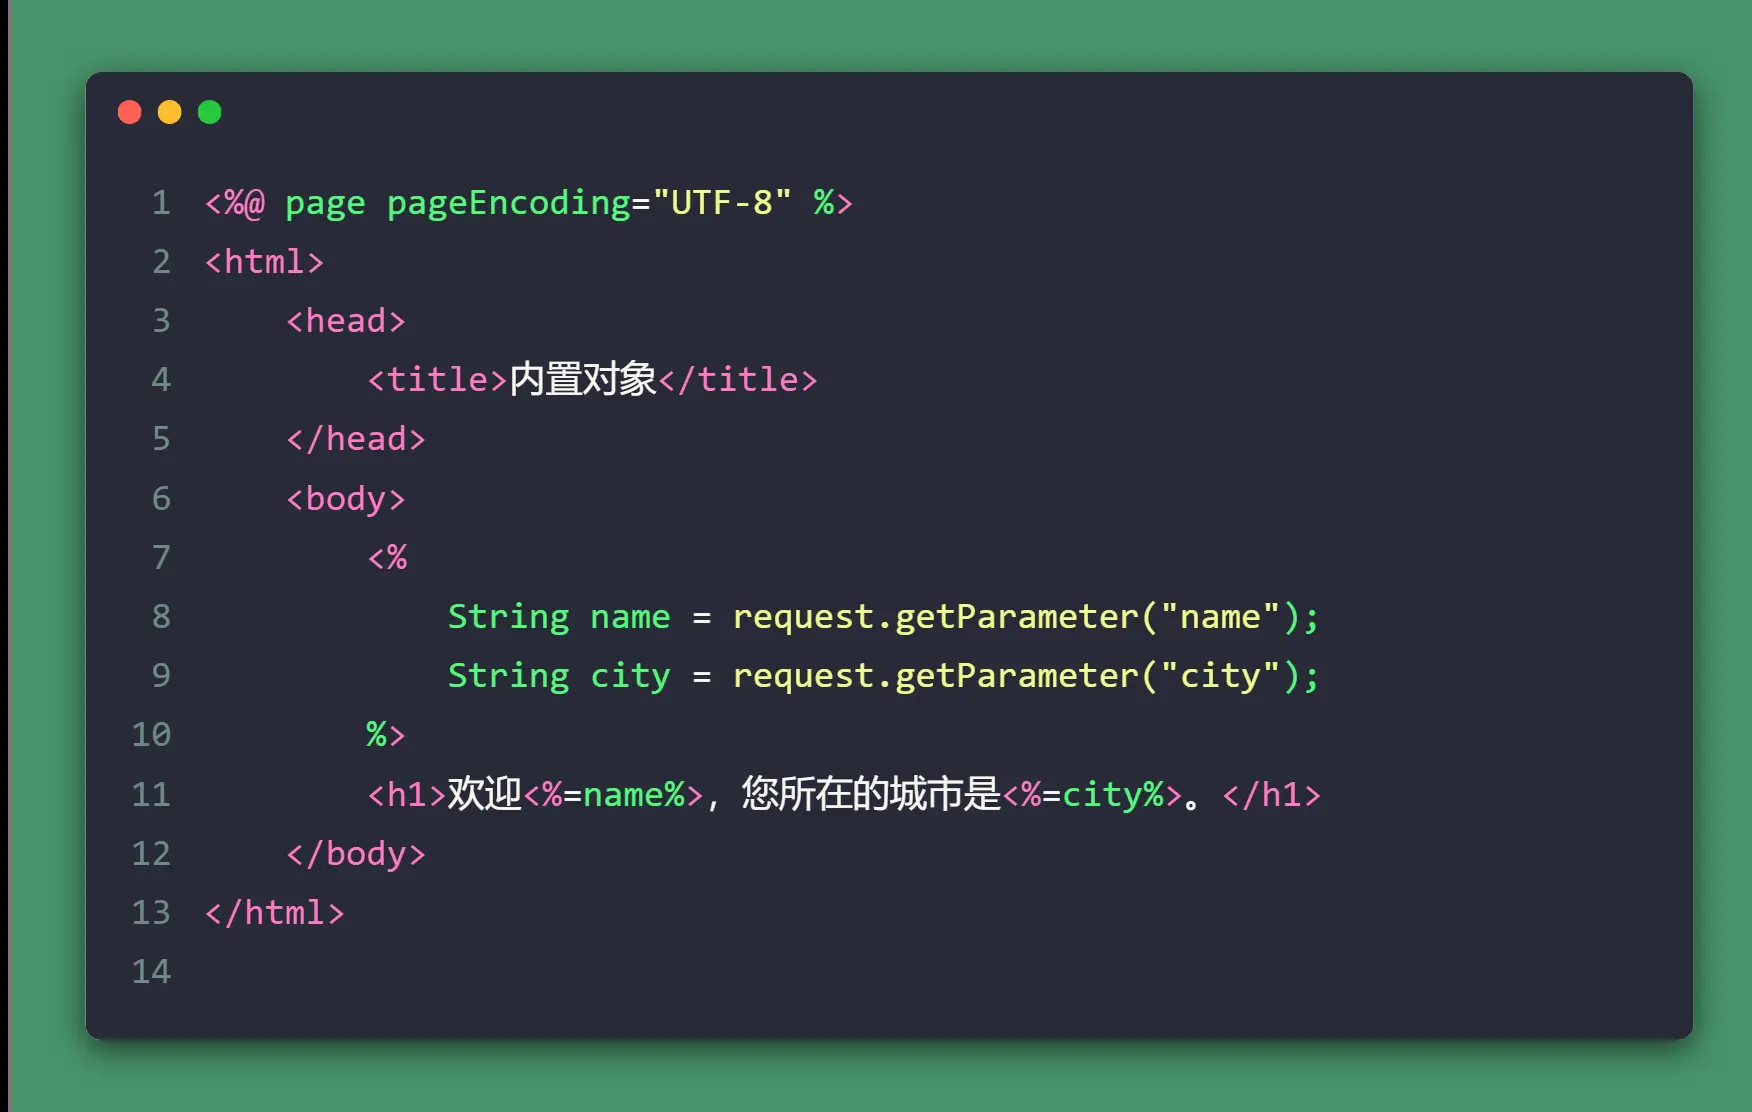 1 <%@ page pageEncoding="UTF-8" %>
2 <html>
3     <head>
4         <title>内置对象</title>
5     </head>
6     <body>
7         <%
8             String name = request.getParameter("name");
9             String city = request.getParameter("city");
10         %>
11         <h1>欢迎<%=name%>，您所在的城市是<%=city%>。</h1>
12     </body>
13 </html>
14